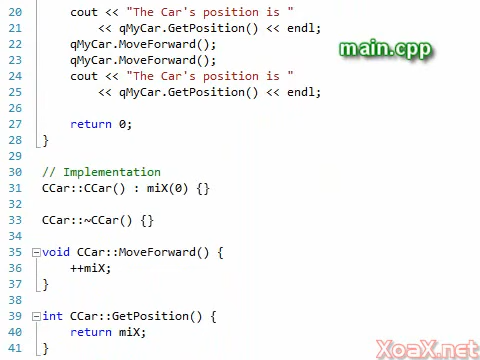 20 cout << "The Car's position is "
21 << qMyCar.GetPosition() << endl;
22 qMyCar.MoveForward();
23 qMyCar.MoveForward();
24 cout << "The Car's position is "
25 << qMyCar.GetPosition() << endl;
26
27 return 0;
28 }
29
30 // Implementation
31 CCar::CCar() : miX(0) {}
32
33 CCar::~CCar() {}
34
35 void CCar::MoveForward() {
36 ++miX;
37 }
38
39 int CCar::GetPosition() {
40 return miX;
41 }
main.cpp
XoaX.net